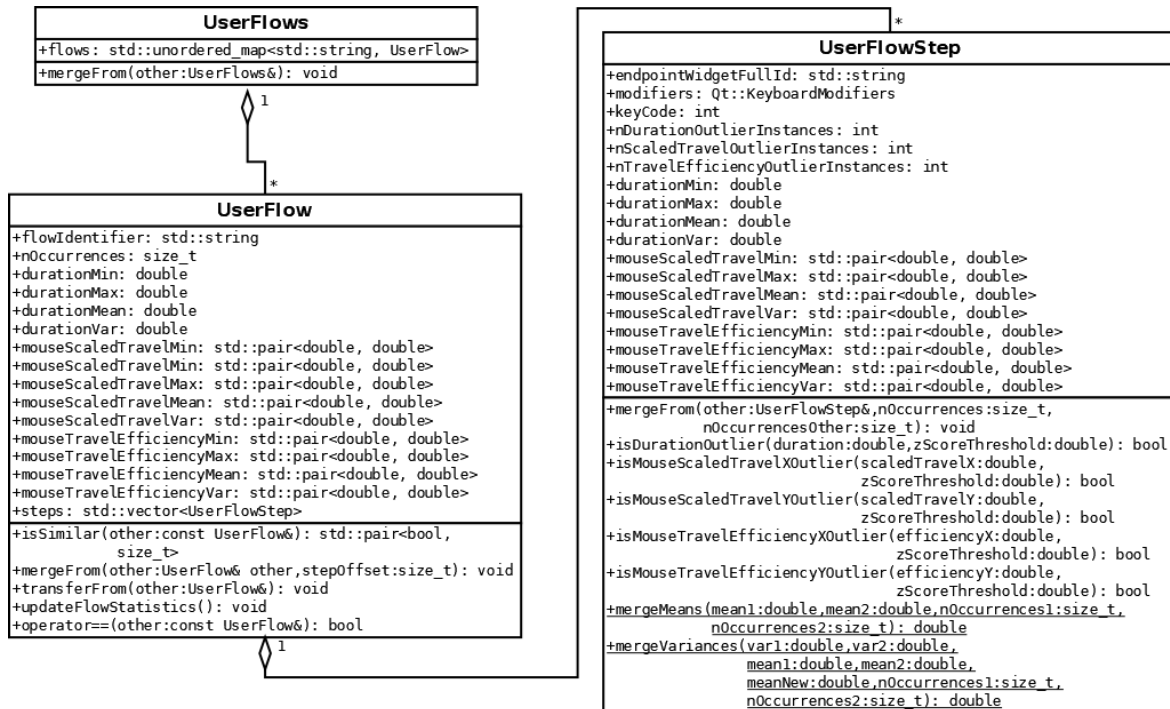 UserFlows
+flows: std::unordered_map<std::string, UserFlow>
+mergeFrom(other:UserFlows&): void
1
*
UserFlow
+flowIdentifier: std::string
+nOccurrences: size_t
+durationMin: double
+durationMax: double
+durationMean: double
+durationVar: double
+mouseScaledTravelMin: std::pair<double, double>
+mouseScaledTravelMin: std::pair<double, double>
+mouseScaledTravelMax: std::pair<double, double>
+mouseScaledTravelMean: std::pair<double, double>
+mouseScaledTravelVar: std::pair<double, double>
+mouseTravelEfficiencyMin: std::pair<double, double>
+mouseTravelEfficiencyMax: std::pair<double, double>
+mouseTravelEfficiencyMean: std::pair<double, double>
+mouseTravelEfficiencyVar: std::pair<double, double>
+steps: std::vector<UserFlowStep>
+isSimilar(other:const UserFlow&): std::pair<bool,
size_t>
+mergeFrom(other:UserFlow& other,stepOffset:size_t): void
+transferFrom(other:UserFlow&): void
+updateFlowStatistics(): void
+operator==(other:const UserFlow&): bool
1
*
UserFlowStep
+endpointWidgetFullId: std::string
+modifiers: Qt::KeyboardModifiers
+keyCode: int
+nDurationOutlierInstances: int
+nScaledTravelOutlierInstances: int
+nTravelEfficiencyOutlierInstances: int
+durationMin: double
+durationMax: double
+durationMean: double
+durationVar: double
+mouseScaledTravelMin: std::pair<double, double>
+mouseScaledTravelMax: std::pair<double, double>
+mouseScaledTravelMean: std::pair<double, double>
+mouseScaledTravelVar: std::pair<double, double>
+mouseTravelEfficiencyMin: std::pair<double, double>
+mouseTravelEfficiencyMax: std::pair<double, double>
+mouseTravelEfficiencyMean: std::pair<double, double>
+mouseTravelEfficiencyVar: std::pair<double, double>
+mergeFrom(other:UserFlowStep&,nOccurrences:size_t,
nOccurrencesOther:size_t): void
+isDurationOutlier(duration:double,zScoreThreshold:double): bool
+isMouseScaledTravelXOutlier(scaledTravelX:double,
zScoreThreshold:double): bool
+isMouseScaledTravelYOutlier(scaledTravelY:double,
zScoreThreshold:double): bool
+isMouseTravelEfficiencyXOutlier(efficiencyX:double,
zScoreThreshold:double): bool
+isMouseTravelEfficiencyYOutlier(efficiencyY:double,
zScoreThreshold:double): bool
+mergeMeans(mean1:double,mean2:double,nOccurrences1:size_t,
nOccurrences2:size_t): double
+mergeVariances(var1:double,var2:double,
mean1:double,mean2:double,
meanNew:double,nOccurrences1:size_t,
nOccurrences2:size_t): double